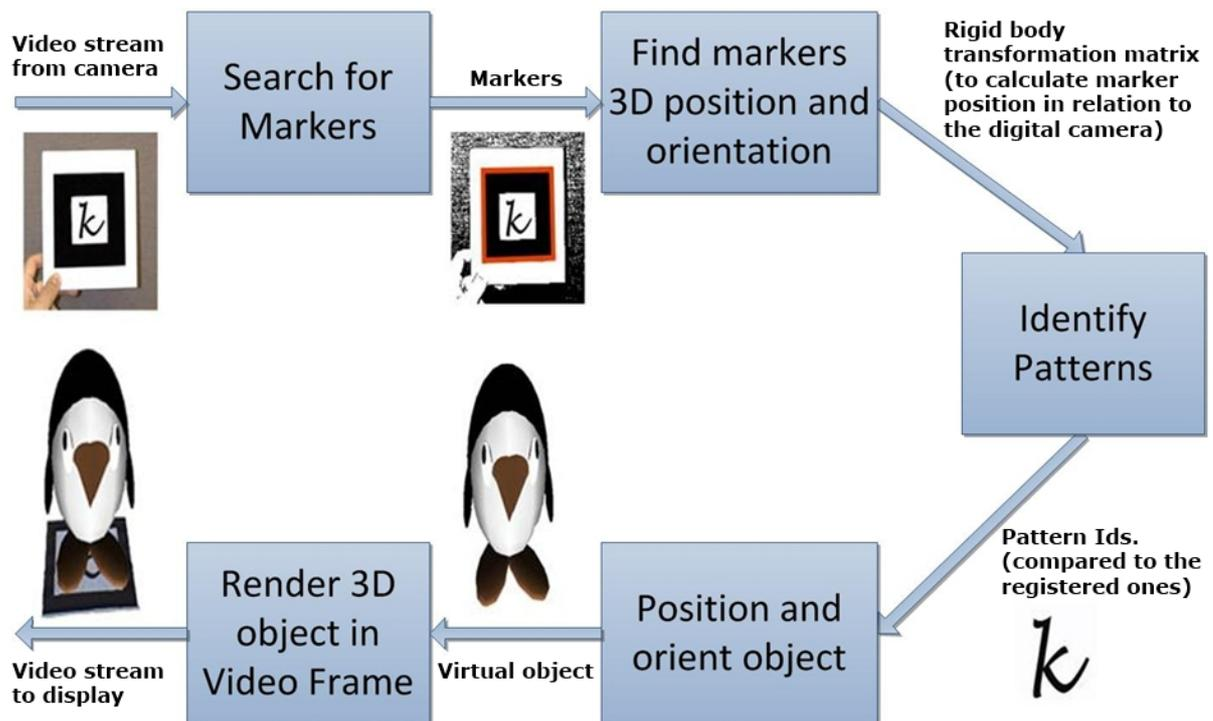 Video stream
from camera
Search for
Markers
Markers
Find markers
3D position and
orientation
Rigid body
transformation matrix
(to calculate marker
position in relation to
the digital camera)
k
k
Identify
Patterns
Pattern Ids.
(compared to the
registered ones)
k
Position and
orient object
Virtual object
Render 3D
object in
Video Frame
Video stream
to display